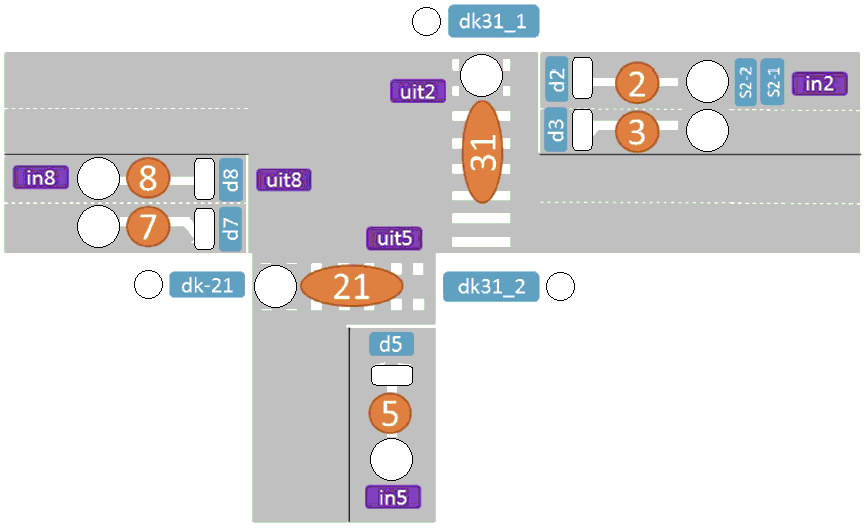 dk31_1
d2
2
S2-2
S2-1
in2
uit2
d3
3
31
in8
8
d8
uit8
7
d7
uit5
dk-21
21
dk31_2
d5
5
in5